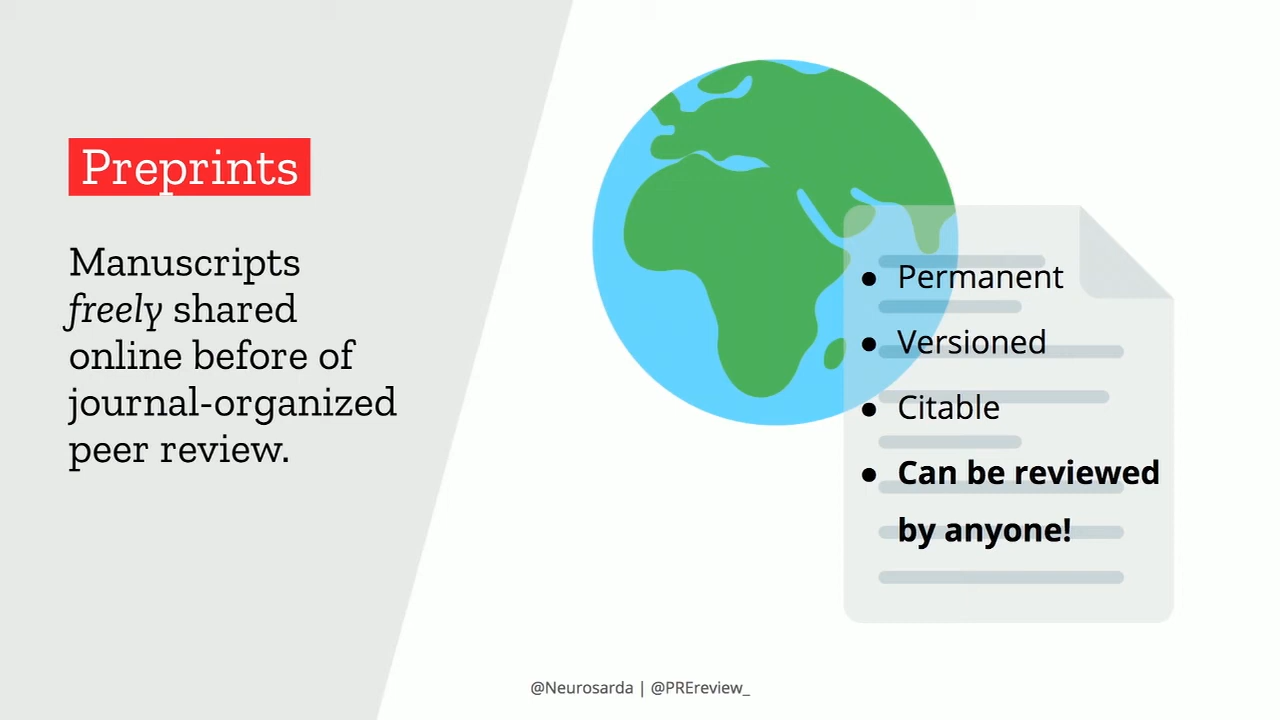 Preprints
Manuscripts
freely shared
online before of
journal-organized
peer review.
● Permanent
● Versioned
● Citable
● Can be reviewed
by anyone!
@Neurosarda | @PREreview_